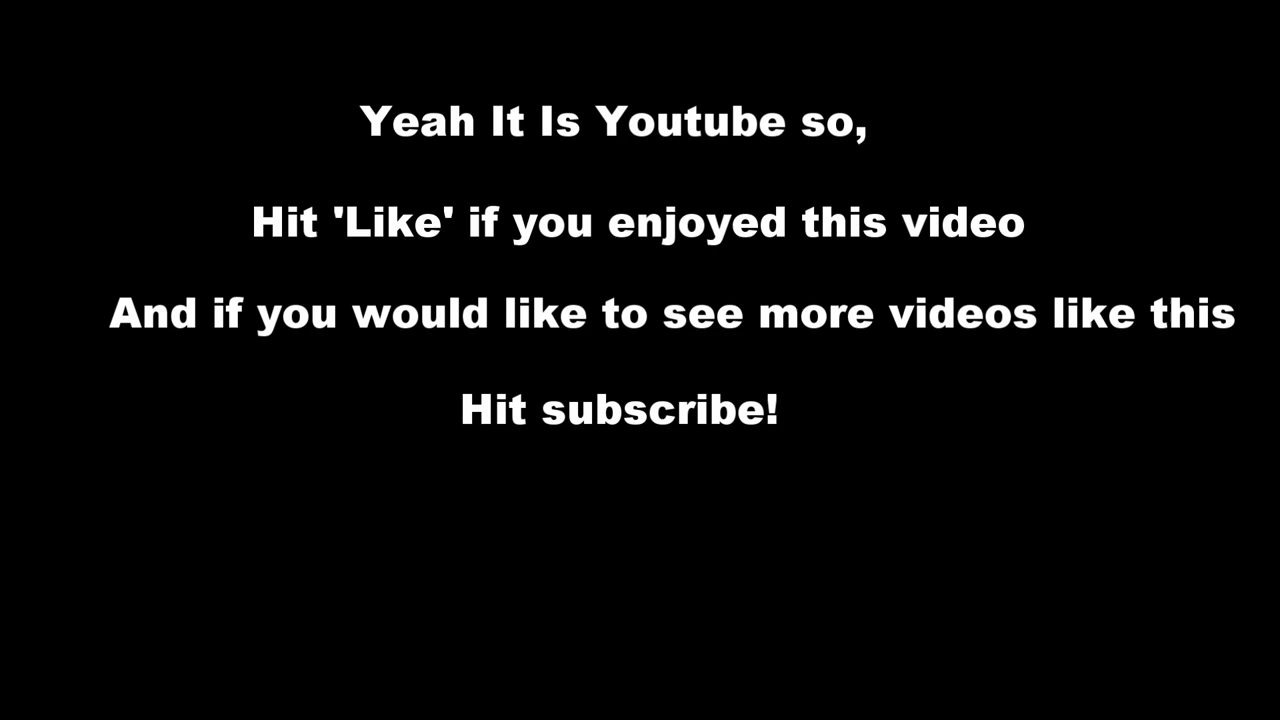 Yeah It Is Youtube so,
Hit 'Like' if you enjoyed this video
And if you would like to see more videos like this
Hit subscribe!